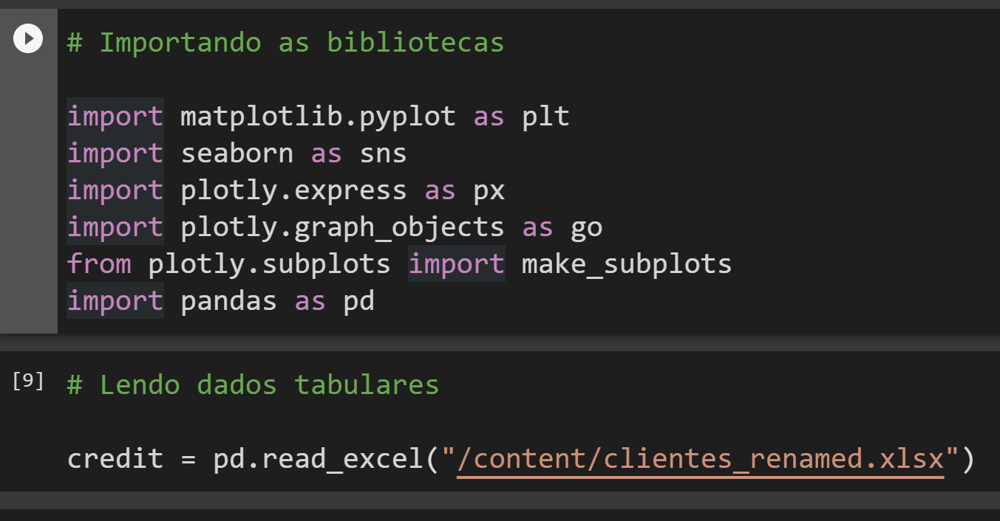 # Importando as bibliotecas
import matplotlib.pyplot as plt
import seaborn as sns
import plotly.express as px
import plotly.graph_objects as go
from plotly.subplots import make_subplots
import pandas as pd
[9] # Lendo dados tabulares
credit = pd.read_excel("/content/clientes_renamed.xlsx")